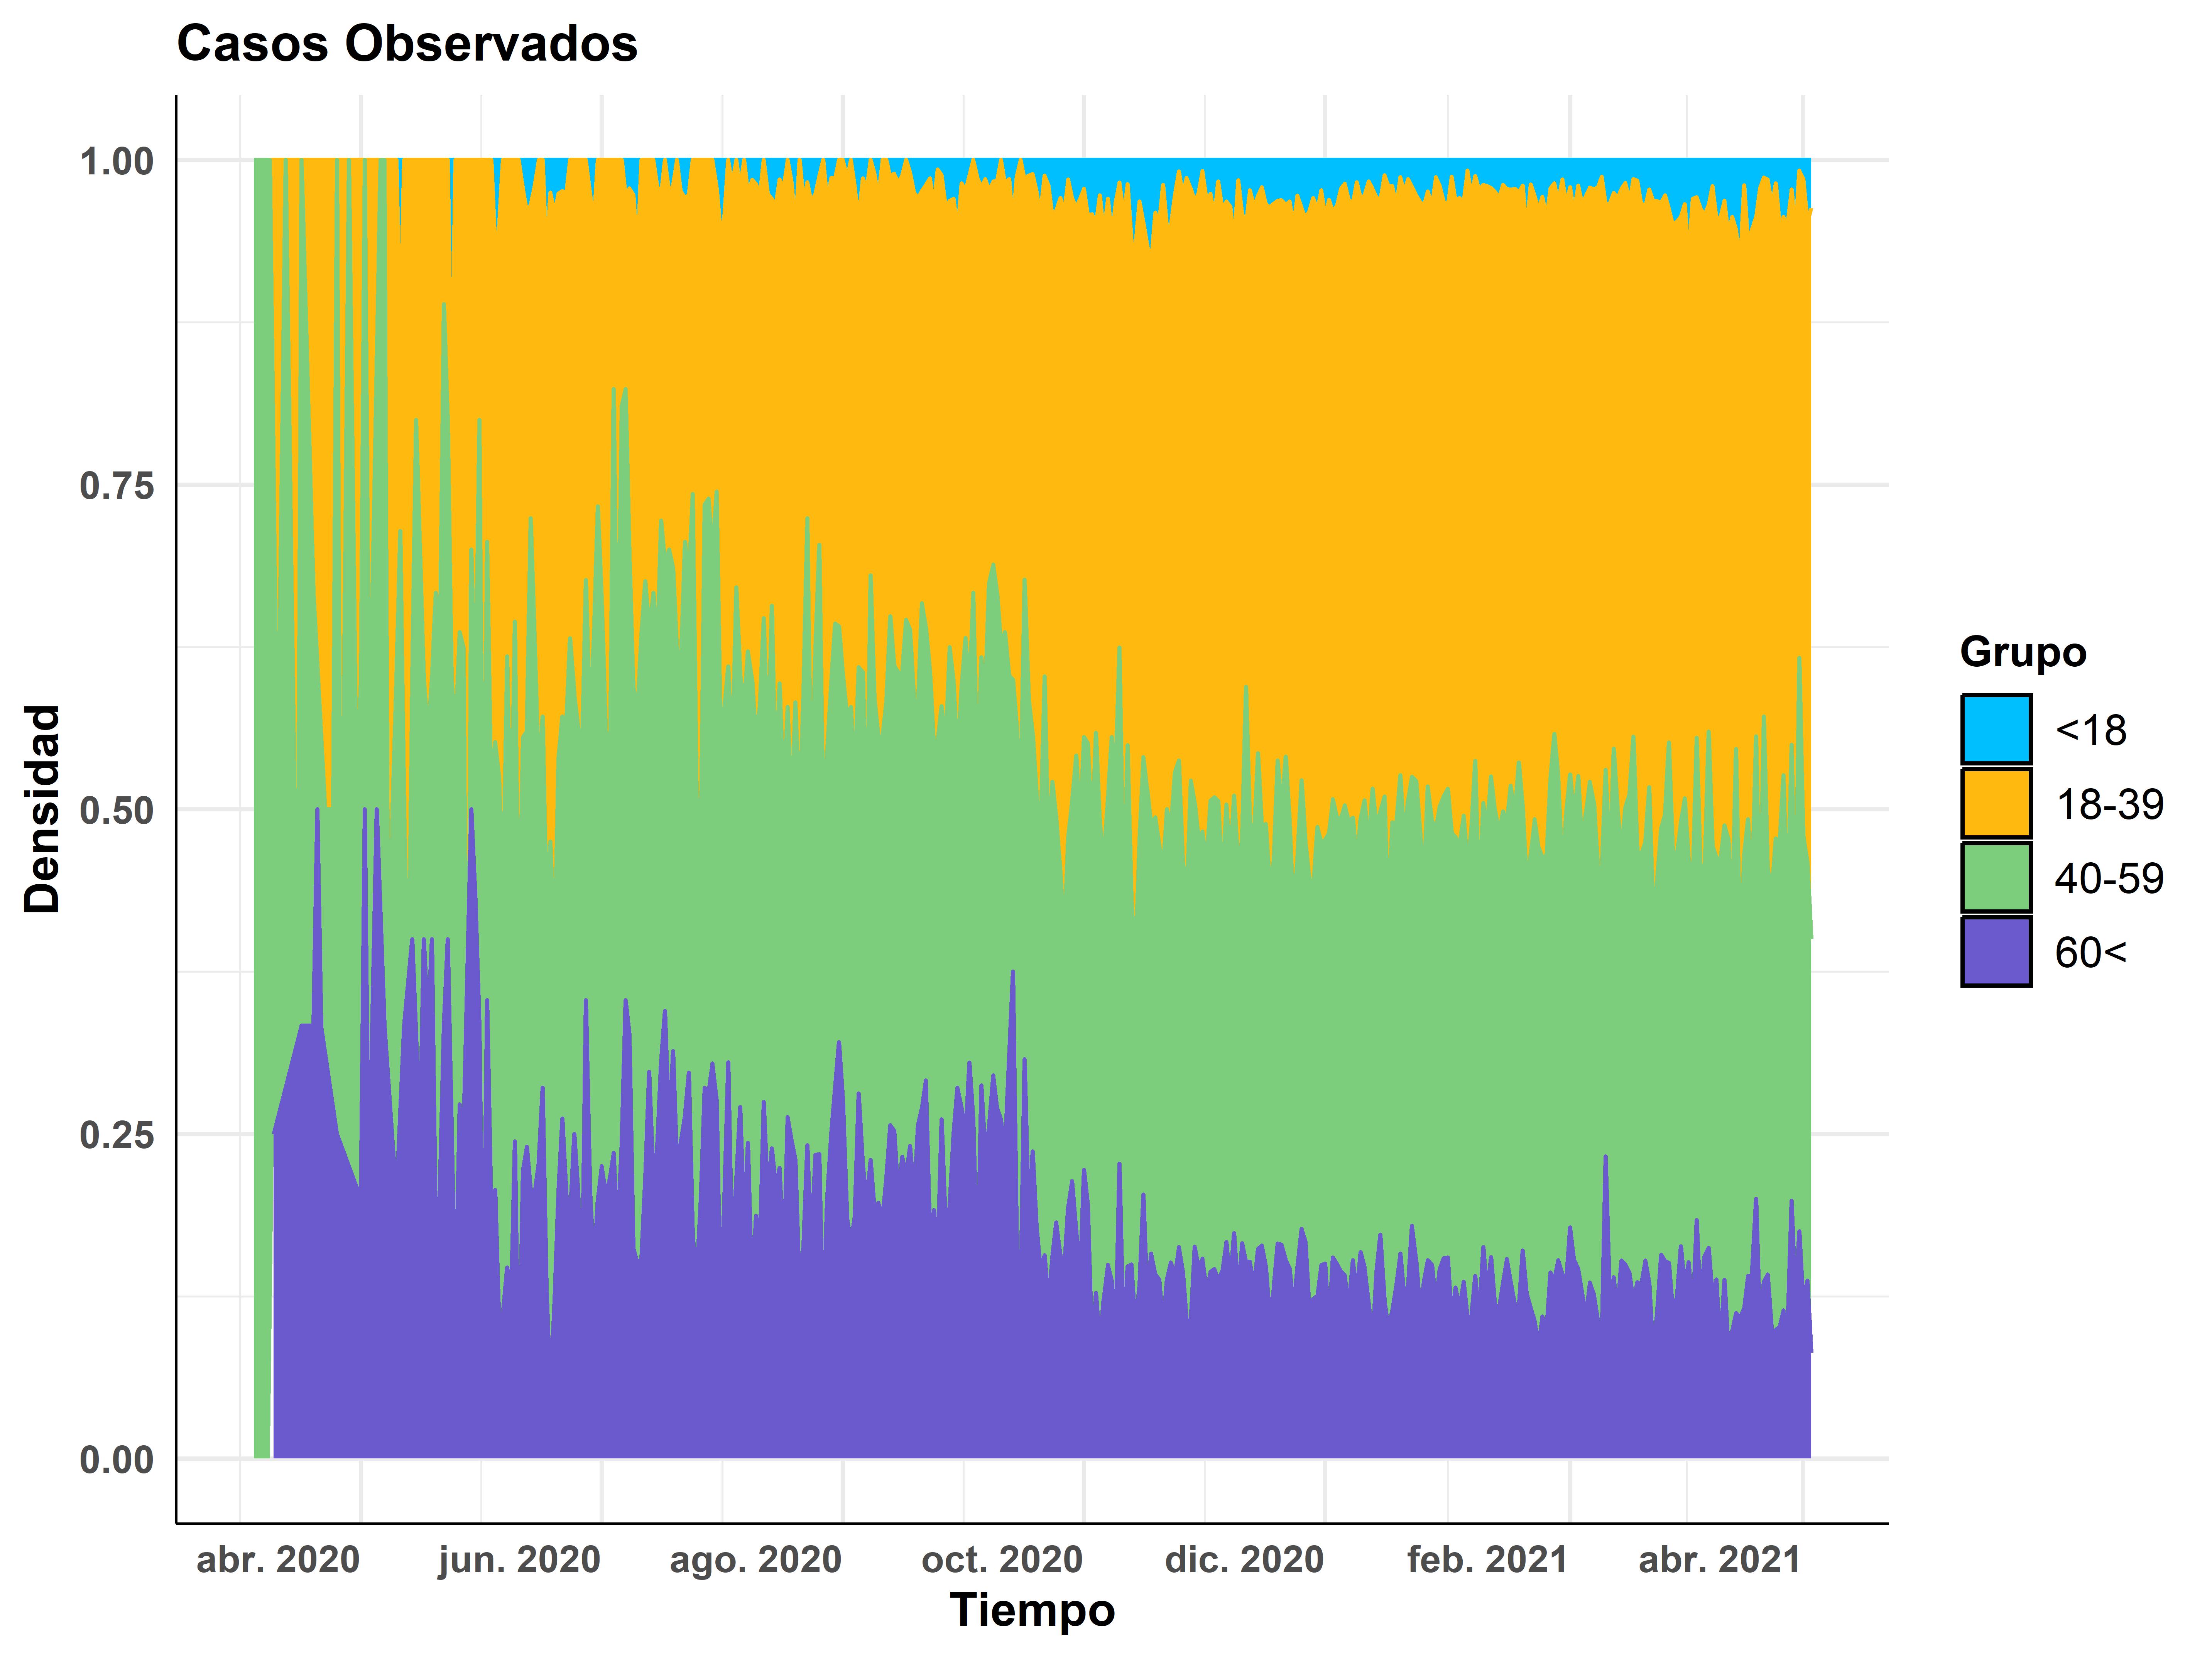 Casos Observados
1.00
0.75
0.50
0.25
0.00
Densidad
abr. 2020 jun. 2020 ago. 2020 oct. 2020 dic. 2020 feb. 2021 abr. 2021
Tiempo
Grupo
<18
18-39
40-59
60<